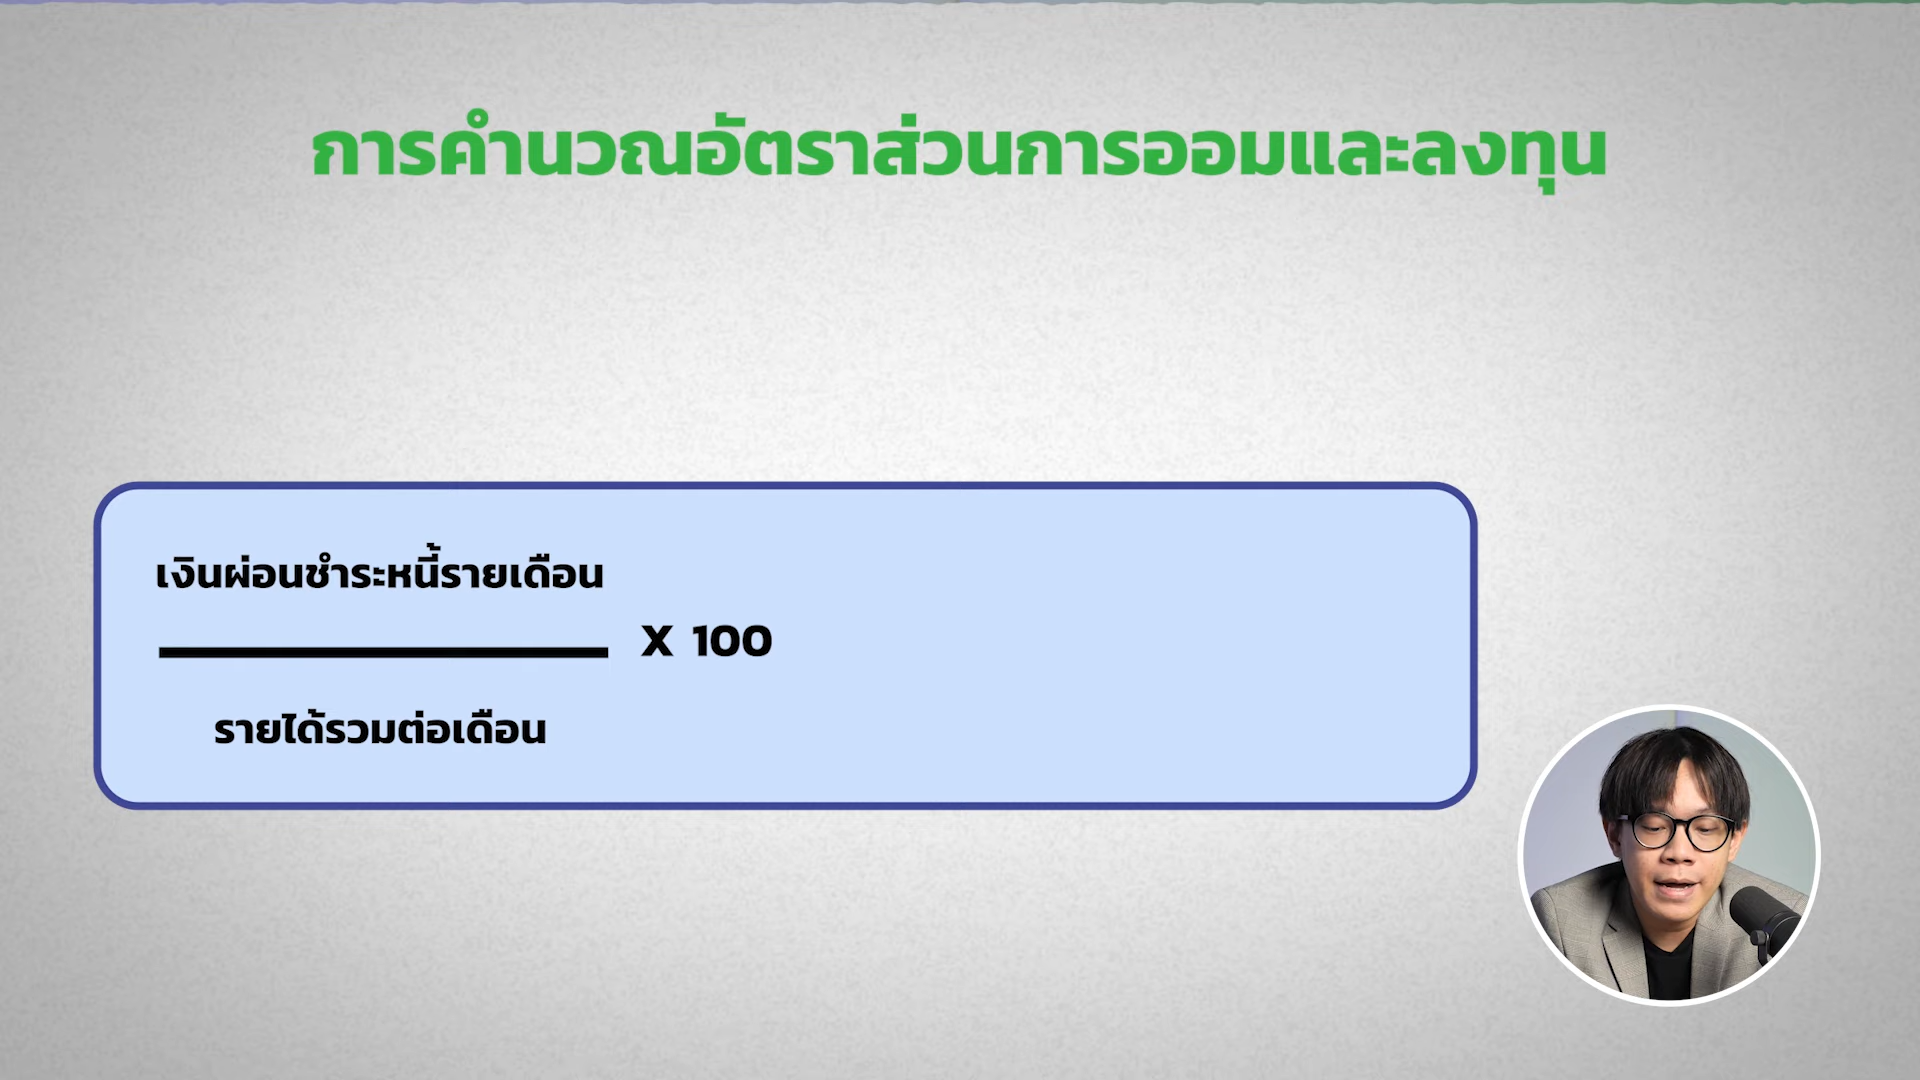 การคำนวณอัตราส่วนการออมและลงทุน
เงินผ่อนชำระหนี้รายเดือน
X 100
รายได้รวมต่อเดือน